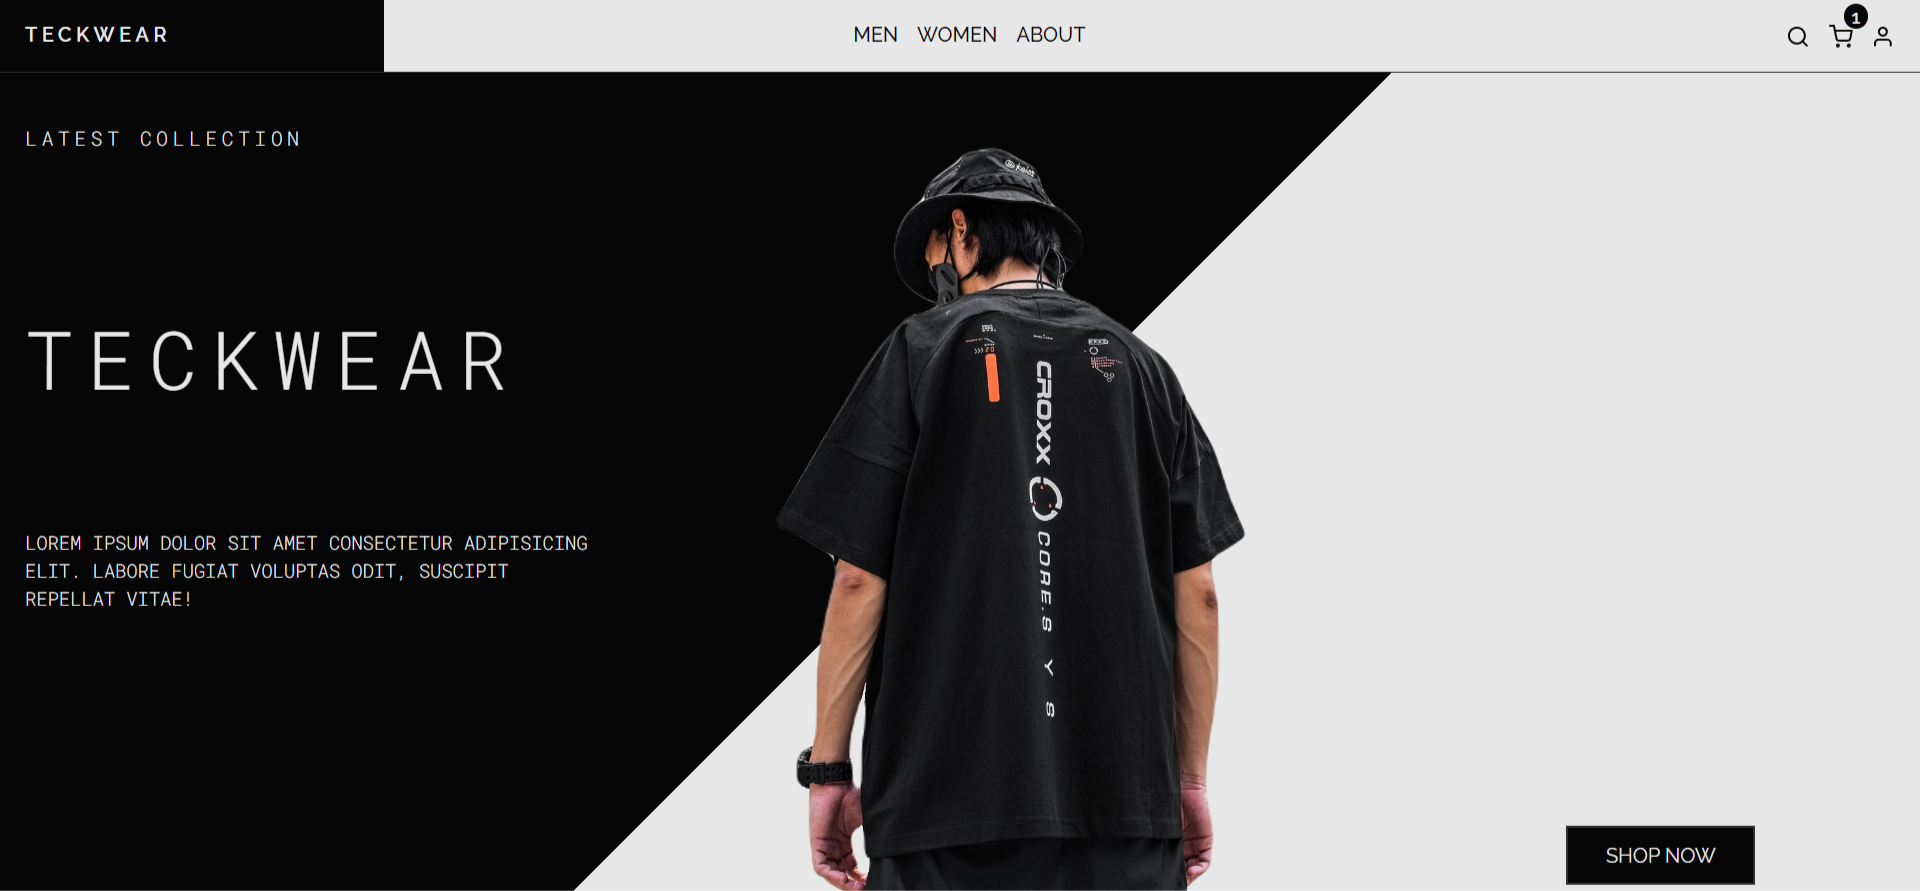 TECKWEAR
MEN WOMEN ABOUT
1
LATEST COLLECTION
TECKWEAR
LOREM IPSUM DOLOR SIT AMET CONSECTETUR ADIPISICING
ELIT. LABORE FUGIAT VOLUPTAS ODIT, SUSCIPIT
REPELLAT VITAE!
CROXX
CORE.S Y S
SHOP NOW